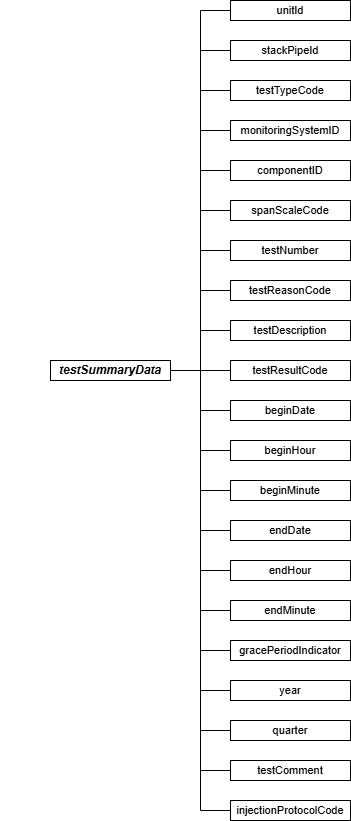 unitId
stackPipeId
testTypeCode
monitoringSystemID
componentID
spanScaleCode
testNumber
testReasonCode
testDescription
testSummaryData
testResultCode
beginDate
beginHour
beginMinute
endDate
endHour
endMinute
gracePeriodIndicator
year
quarter
testComment
injectionProtocolCode